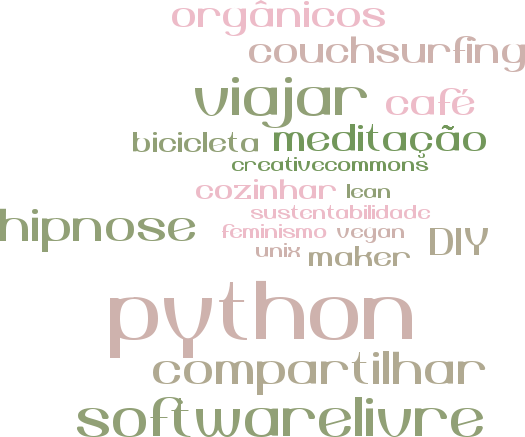 orgânicos
couchsurfing
viajar
café
bicicleta
meditação
creativecommons
cozinhar
lean
sustentabilidade
hipnose
feminismo
vegan
DIY
unix
maker
python
compartilhar
softwarelivre